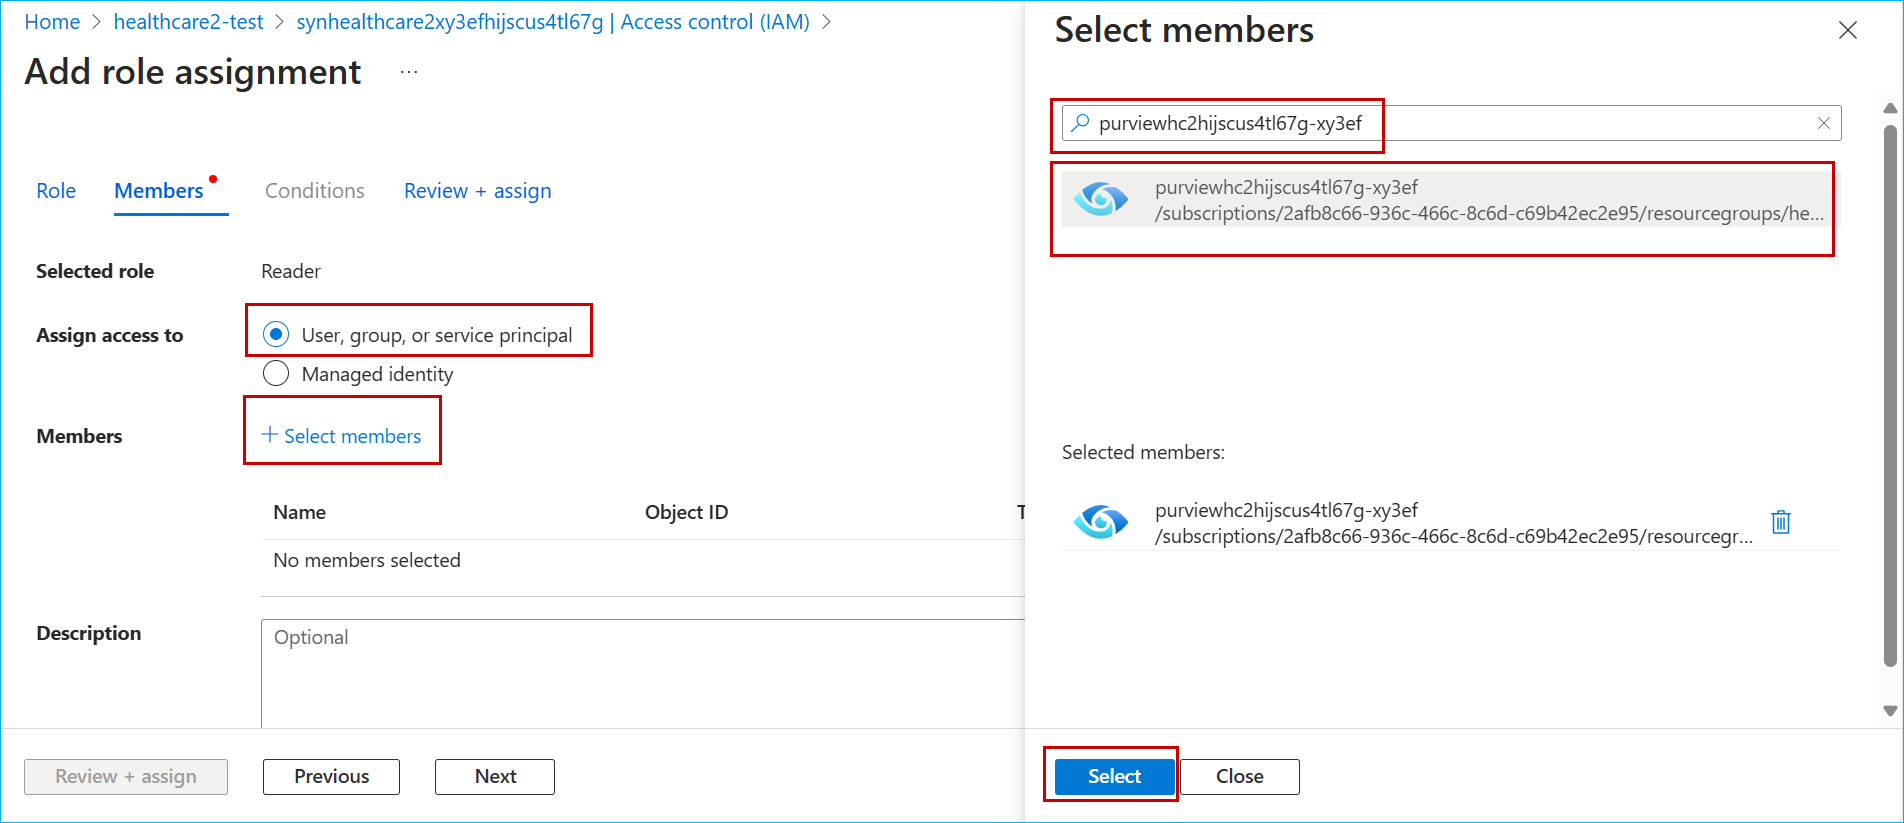 Home > healthcare2-test > synhealthcare2xy3efhijscus4tl67g | Access control (IAM) >
Add role assignment ...
Role Members Conditions Review + assign
Selected role Reader
Assign access to User, group, or service principal
Managed identity
Members + Select members
Name Object ID T
No members selected
Description Optional
Review + assign Previous Next
Select members
purviewhc2hijscus4tl67g-xy3ef
purviewhc2hijscus4tl67g-xy3ef
/subscriptions/2afb8c66-936c-466c-8c6d-c69b42ec2e95/resourcegroups/he...
Selected members:
purviewhc2hijscus4tl67g-xy3ef
/subscriptions/2afb8c66-936c-466c-8c6d-c69b42ec2e95/resourcegr...
Select Close